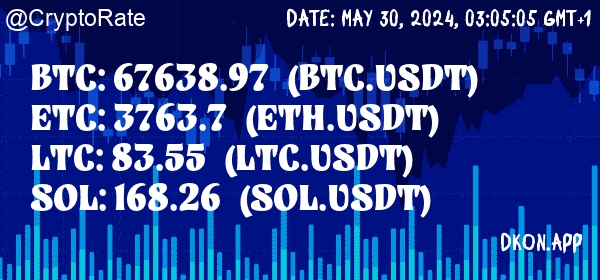 @CryptoRate
DATE: MAY 30, 2024, 03:05:05 GMT+1
BTC: 67638.97 (BTC.USDT)
ETC: 3763.7 (ETH.USDT)
LTC: 83.55 (LTC.USDT)
SOL: 168.26 (SOL.USDT)
DKON.APP